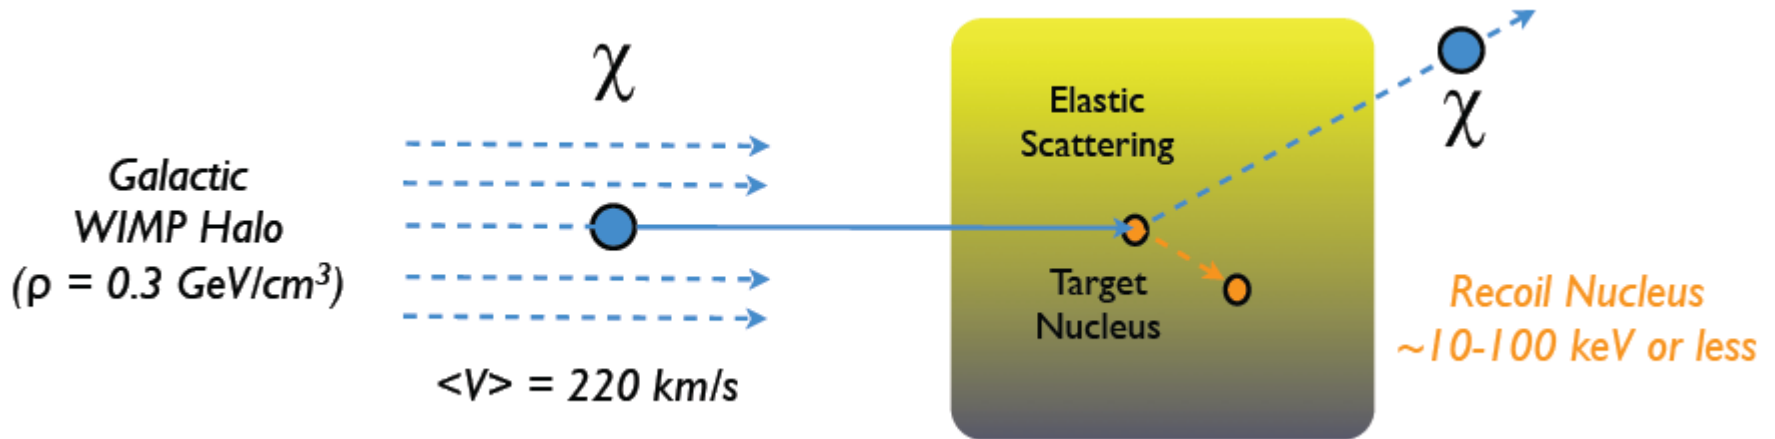 χ
Galactic
WIMP Halo
(ρ = 0.3 GeV/cm³)
<V> = 220 km/s
Elastic
Scattering
Target
Nucleus
χ
Recoil Nucleus
~10-100 keV or less